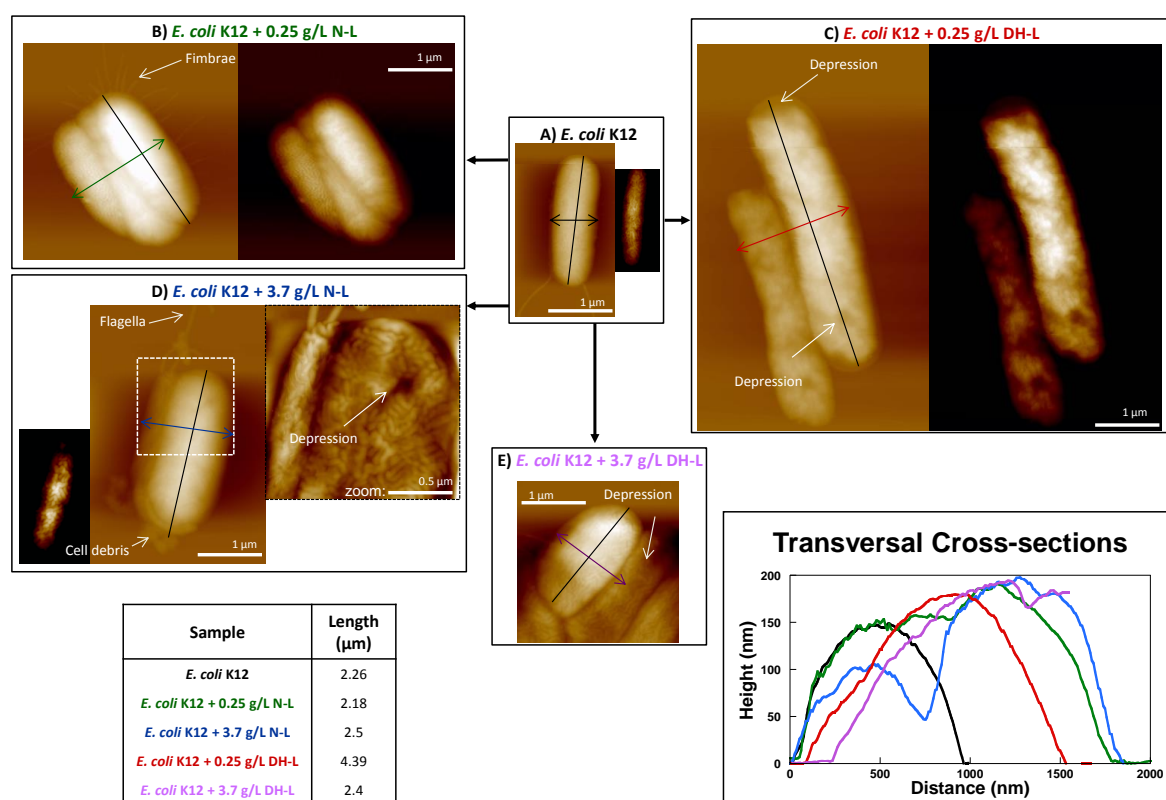 B) E. coli K12 + 0.25 g/L N-L
Fimbrae
1 μm
C) E. coli K12 + 0.25 g/L DH-L
Depression
Depression
1 μm
A) E. coli K12
1 μm
D) E. coli K12 + 3.7 g/L N-L
Flagella
Cell debris
1 μm
Depression
0.5 μm
zoom:
E) E. coli K12 + 3.7 g/L DH-L
1 μm
Depression
Sample Length (μm)
E. coli K12 2.26
E. coli K12 + 0.25 g/L N-L 2.18
E. coli K12 + 3.7 g/L N-L 2.5
E. coli K12 + 0.25 g/L DH-L 4.39
E. coli K12 + 3.7 g/L DH-L 2.4
Transversal Cross-sections
Height (nm)
200
150
100
50
0
0 500 1000 1500 2000
Distance (nm)